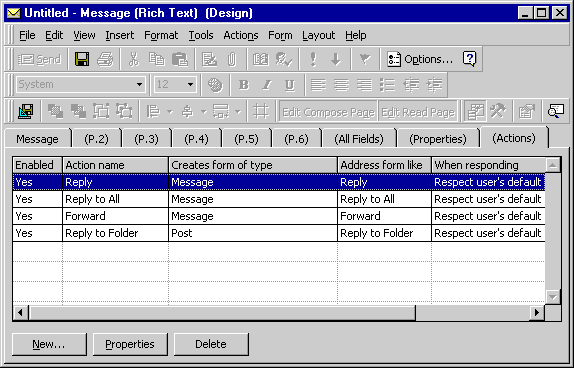 Untitled - Message (Rich Text) (Design)
File Edit View Insert Format Tools Actions Form Layout Help
Send Options...
System 12 B I U
Edit Compose Page Edit Read Page
Message (P.2) (P.3) (P.4) (P.5) (P.6) (All Fields) (Properties) (Actions)
Enabled Action name Creates form of type Address form like When responding
Yes Reply Message Reply Respect user's default
Yes Reply to All Message Reply to All Respect user's default
Yes Forward Message Forward Respect user's default
Yes Reply to Folder Post Reply to Folder Respect user's default
New... Properties Delete